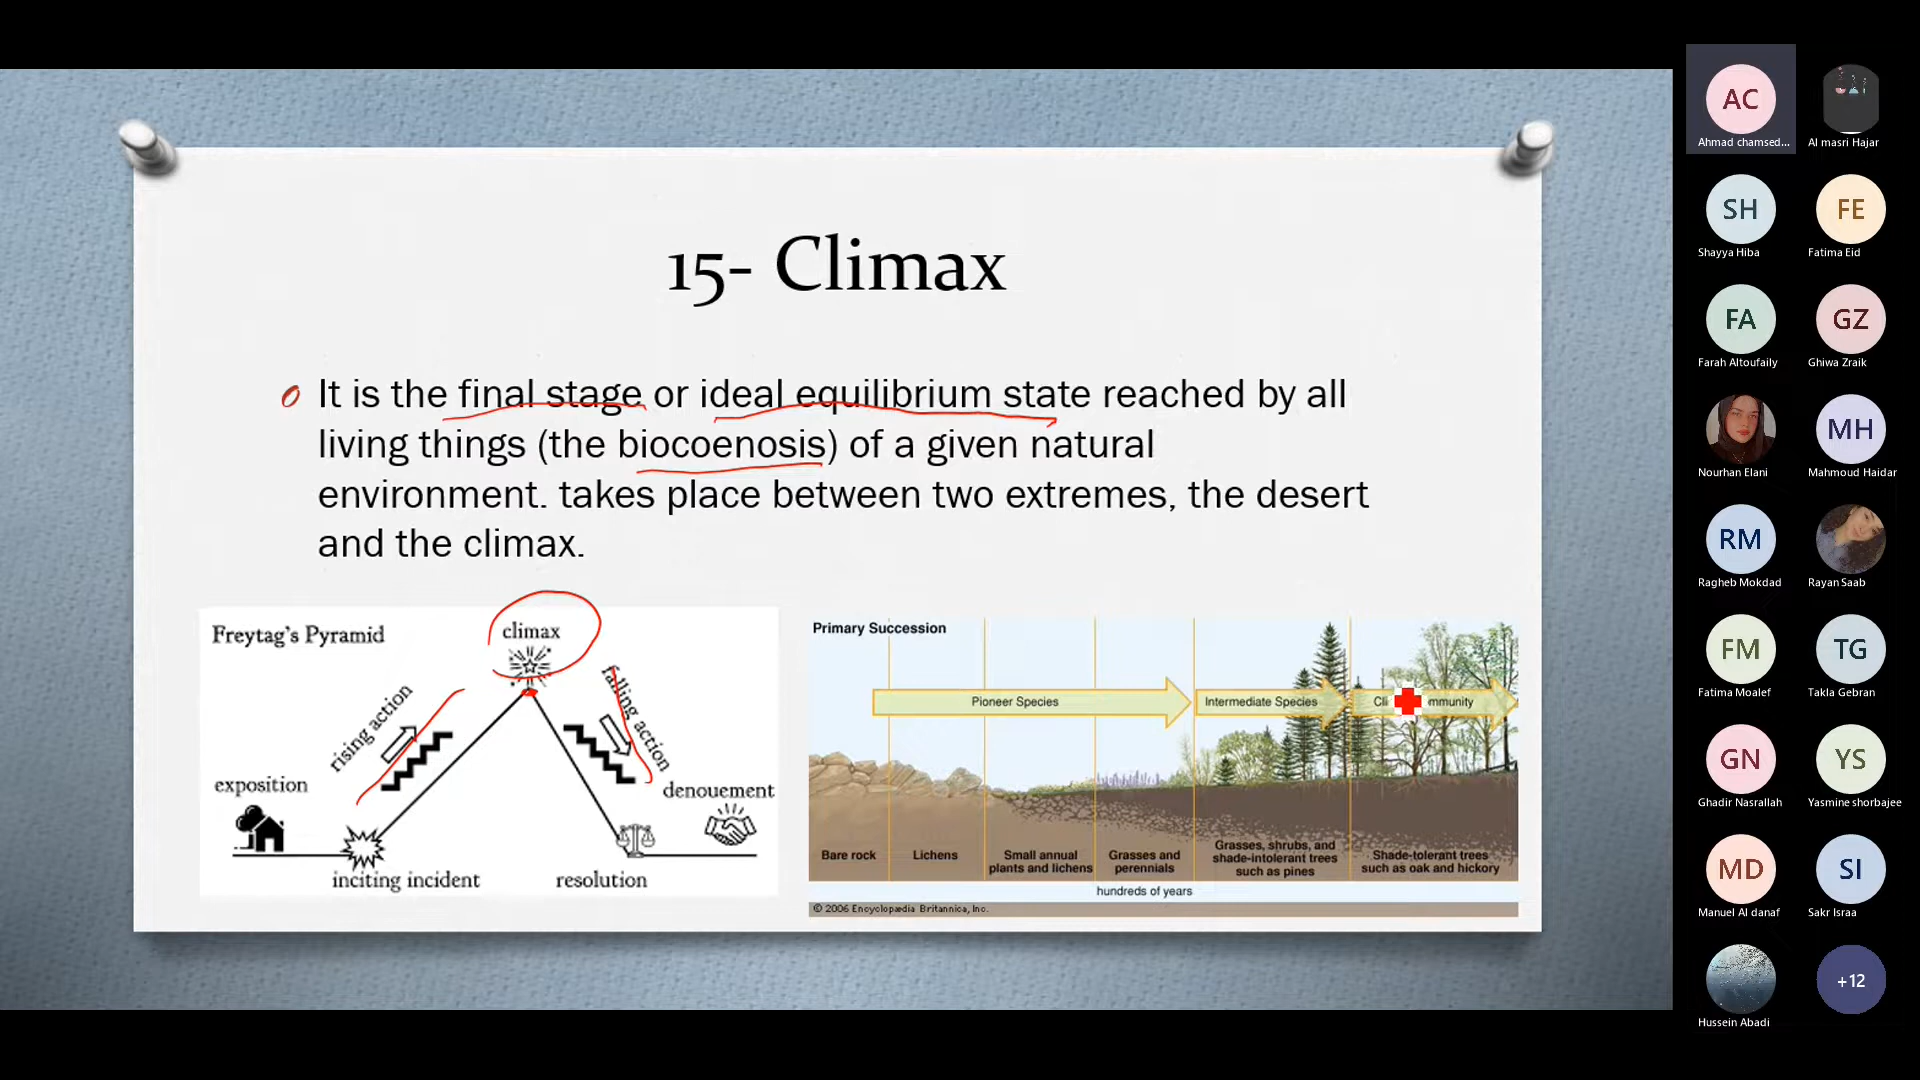 15- Climax
It is the final stage or ideal equilibrium state reached by all
living things (the biocoenosis) of a given natural
environment. takes place between two extremes, the desert
and the climax.
Freytag's Pyramid
climax
rising action
falling action
exposition
denouement
inciting incident
resolution
Primary Succession
Pioneer Species
Intermediate Species
Bare rock
Lichens
Small annual
plants and lichens
Grasses and
perennials
Grasses, shrubs, and
shade-intolerant trees
such as pines
Shade-tolerant trees
such as oak and hickory
hundreds of years
© 2006 Encyclopædia Britannica, Inc.
AC
Ahmad chamsed...
Al masri Hajar
SH
Shayya Hiba
FE
Fatima Eid
FA
Farah Altoufaily
GZ
Ghiwa Zraik
Nourhan Elani
MH
Mahmoud Haidar
RM
Ragheb Mokdad
Rayan Saab
FM
Fatima Moalef
TG
Takla Gebran
GN
Ghadir Nasrallah
YS
Yasmine shorbajee
MD
Manuel Al danaf
SI
Sakr Israa
Hussein Abadi
+12